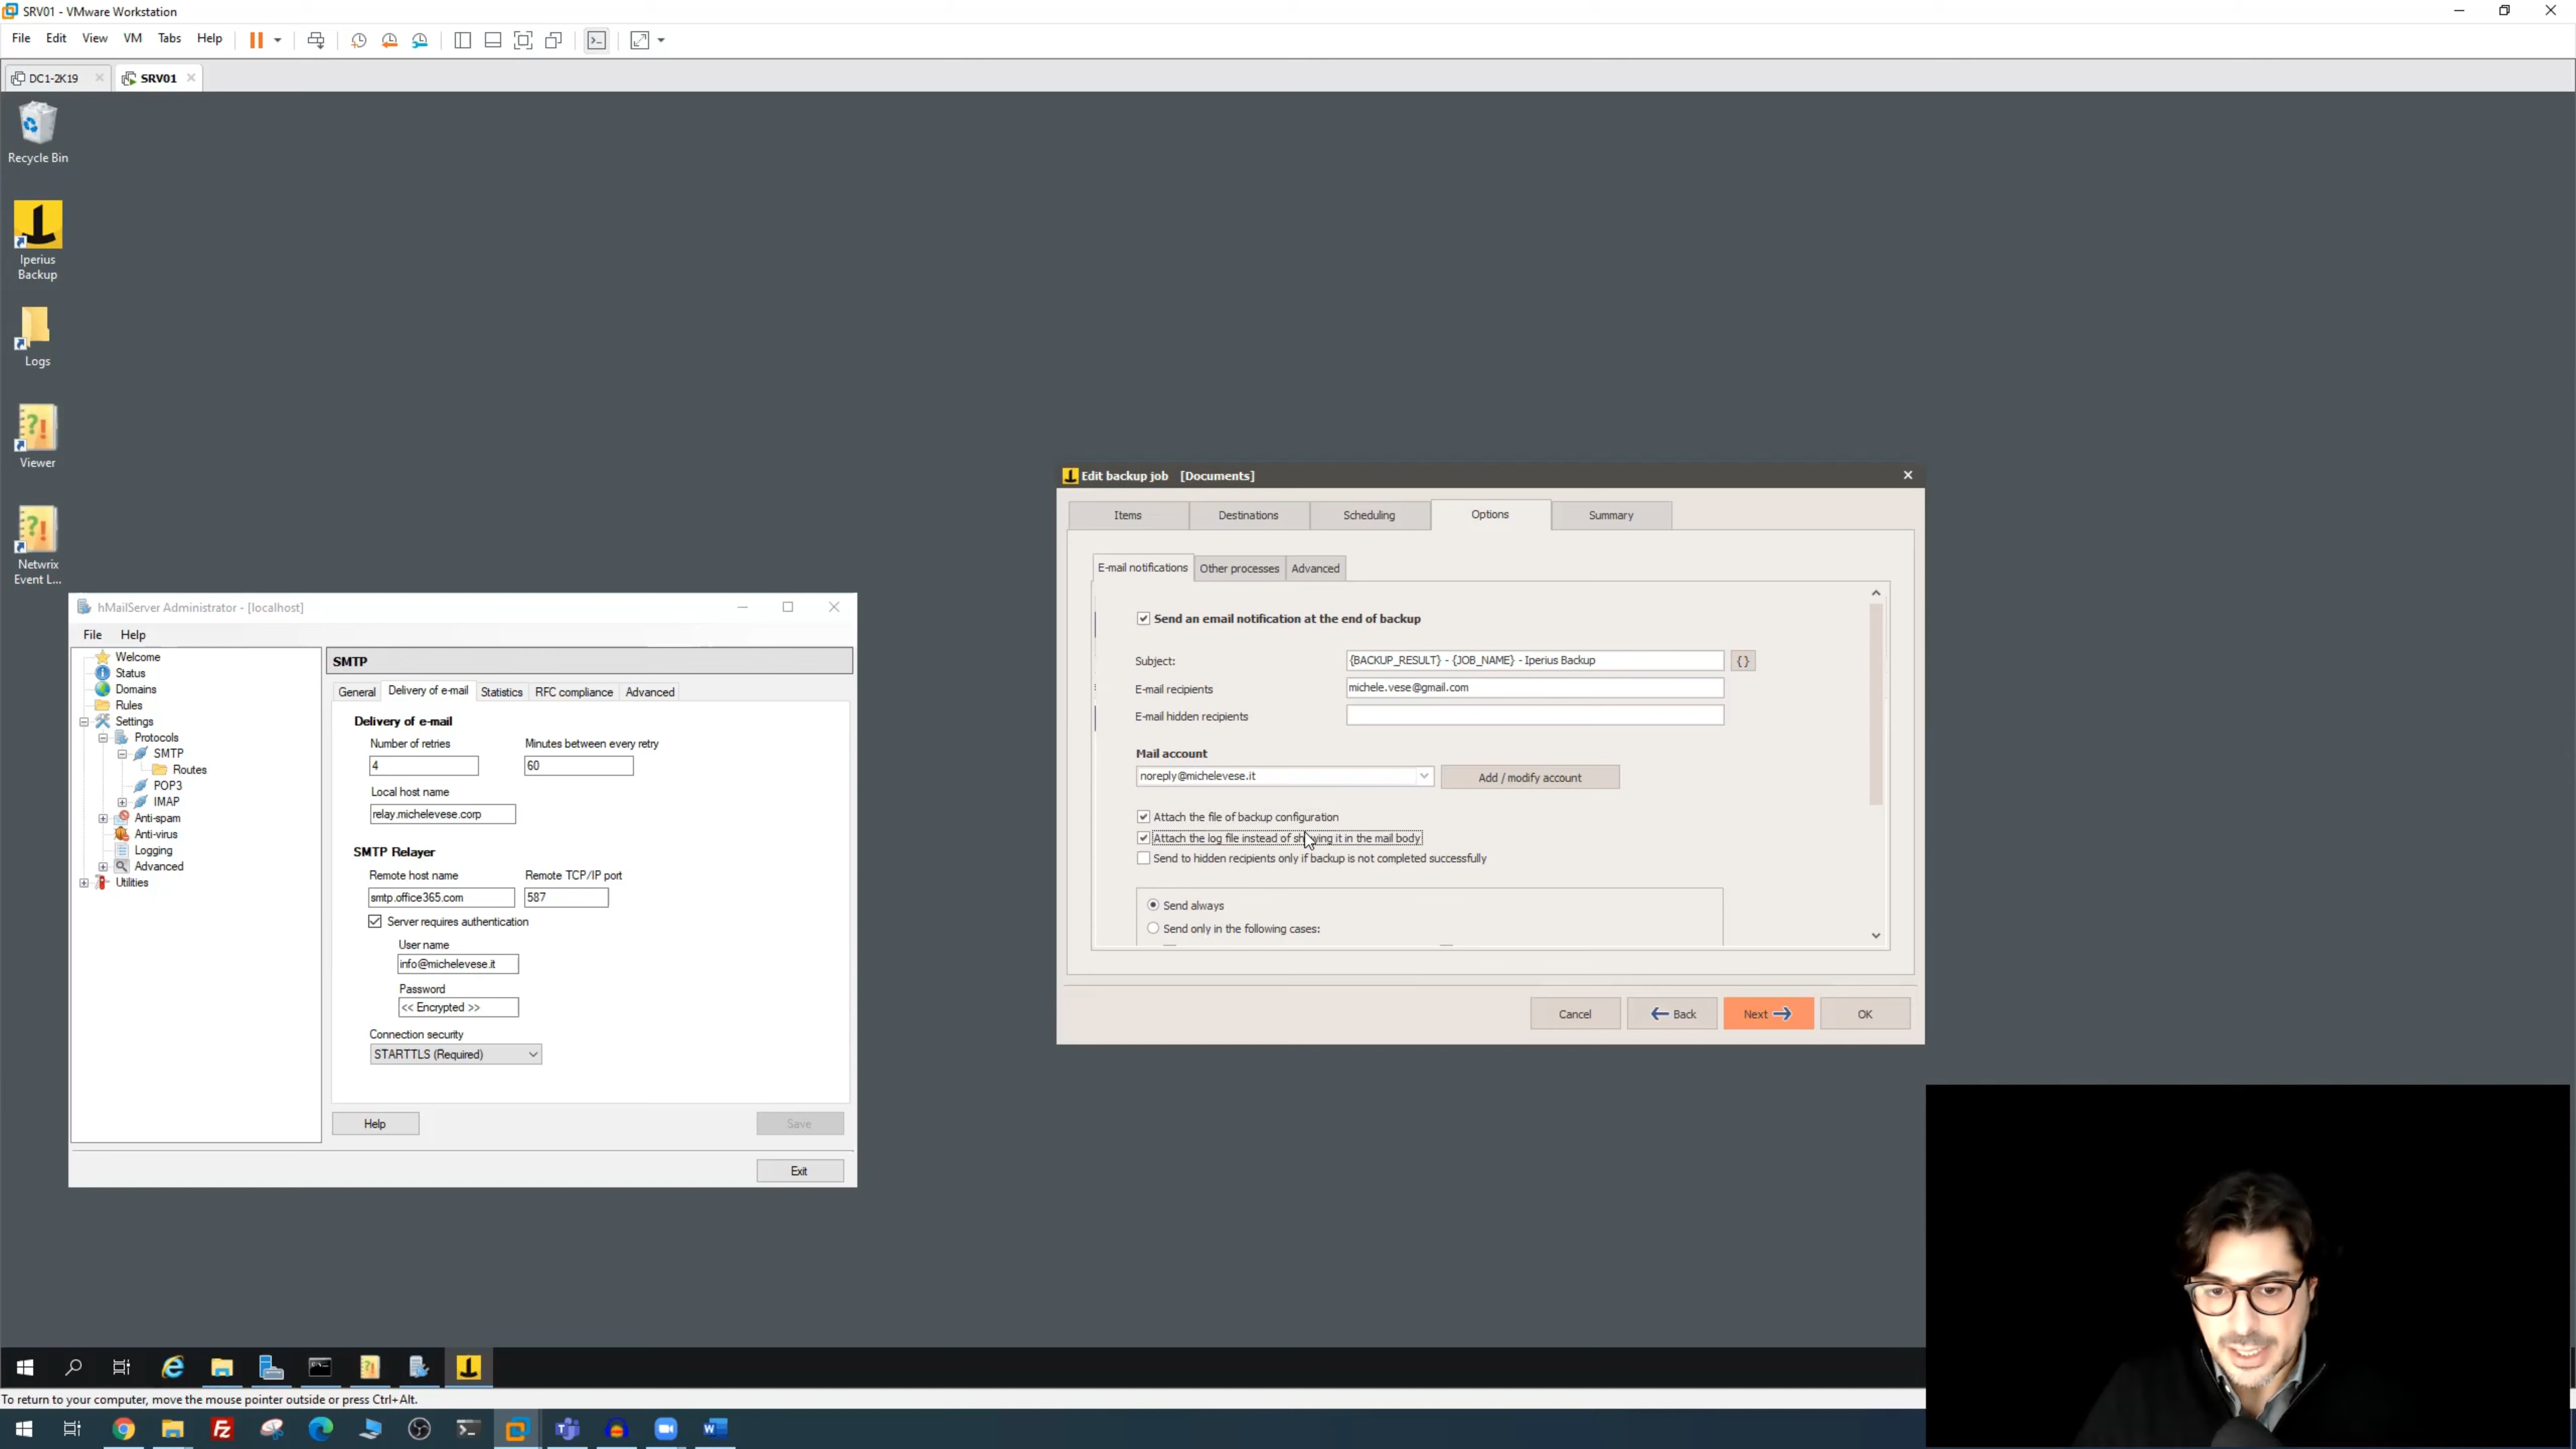 SRV01 - VMware Workstation
File Edit View VM Tabs Help
DC1-2K19
SRV01
Recycle Bin
Iperius
Backup
Logs
Viewer
Netwrix
Event L...
hMailServer Administrator - [localhost]
File Help
Welcome
Status
Domains
Rules
Settings
Protocols
SMTP
Routes
POP3
IMAP
Anti-spam
Anti-virus
Logging
Advanced
Utilities
SMTP
General Delivery of e-mail Statistics RFC compliance Advanced
Delivery of e-mail
Number of retries Minutes between every retry
4 60
Local host name
relay.michelevese.corp
SMTP Relayer
Remote host name Remote TCP/IP port
smtp.office365.com 587
Server requires authentication
User name
info@michelevese.it
Password
<< Encrypted >>
Connection security
STARTTLS (Required)
Help Save
Exit
Edit backup job [Documents]
Items Destinations Scheduling Options Summary
E-mail notifications Other processes Advanced
Send an email notification at the end of backup
Subject: {BACKUP_RESULT} - {JOB_NAME} - Iperius Backup {}
E-mail recipients michele.vese@gmail.com
E-mail hidden recipients
Mail account
noreply@michelevese.it Add / modify account
Attach the file of backup configuration
Attach the log file instead of showing it in the mail body
Send to hidden recipients only if backup is not completed successfully
Send always
Send only in the following cases:
Cancel Back Next OK
To return to your computer, move the mouse pointer outside or press Ctrl+Alt.